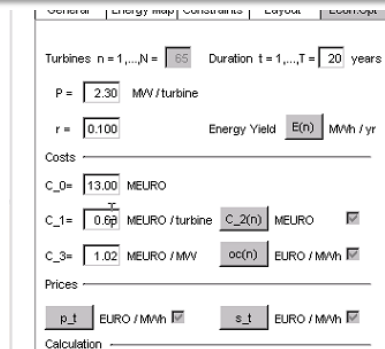 General Energy Map Constraints Layout Econ.Opt
Turbines n = 1,...,N = 65 Duration t = 1,...,T = 20 years
P = 2.30 MW / turbine
r = 0.100 Energy Yield E(n) MWh / yr
Costs
C_0= 13.00 MEURO
C_1= MEURO / turbine C_2(n) MEURO
C_3= 1.02 MEURO / MW oc(n) EURO / MWh
Prices
p_t EURO / MWh s_t EURO / MWh
Calculation